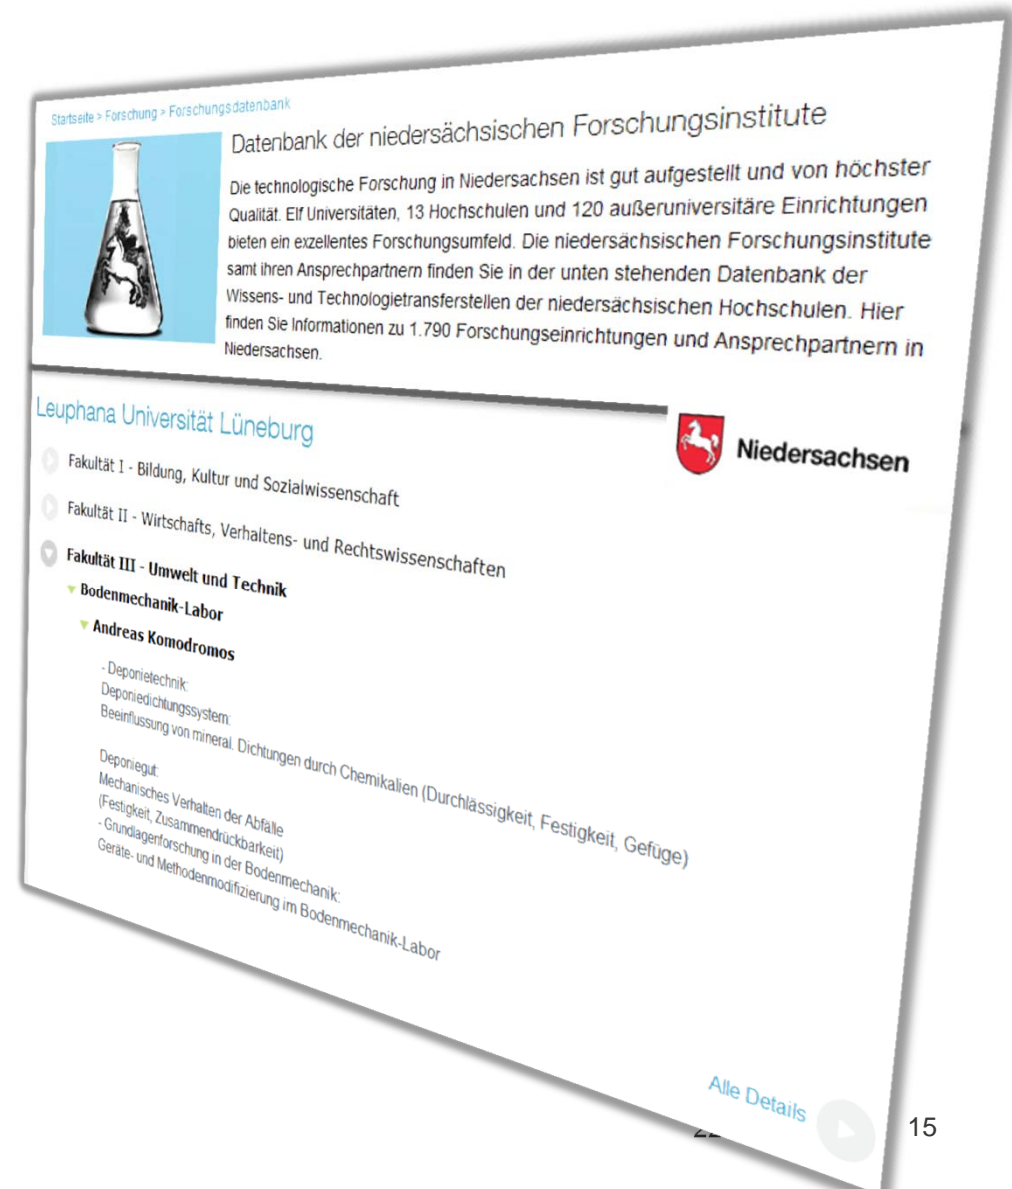 Startseite > Forschung > Forschungsdatenbank
Datenbank der niedersächsischen Forschungsinstitute
Die technologische Forschung in Niedersachsen ist gut aufgestellt und von höchster
Qualität. Elf Universitäten, 13 Hochschulen und 120 außeruniversitäre Einrichtungen
bieten ein exzellentes Forschungsumfeld. Die niedersächsischen Forschungsinstitute
samt ihren Ansprechpartnern finden Sie in der unten stehenden Datenbank der
Wissens- und Technologietransferstellen der niedersächsischen Hochschulen. Hier
finden Sie Informationen zu 1.790 Forschungseinrichtungen und Ansprechpartnern in
Niedersachsen.
Leuphana Universität Lüneburg
Niedersachsen
Fakultät I - Bildung, Kultur und Sozialwissenschaft
Fakultät II - Wirtschafts, Verhaltens- und Rechtswissenschaften
Fakultät III - Umwelt und Technik
Bodenmechanik-Labor
Andreas Komodromos
- Deponietechnik:
Deponiedichtungssystem:
Beeinflussung von mineral. Dichtungen durch Chemikalien (Durchlässigkeit, Festigkeit, Gefüge)
Deponiegut:
Mechanisches Verhalten der Abfälle
(Festigkeit, Zusammendrückbarkeit)
- Grundlagenforschung in der Bodenmechanik:
Geräte- und Methodenmodifizierung im Bodenmechanik-Labor
Alle Details
15